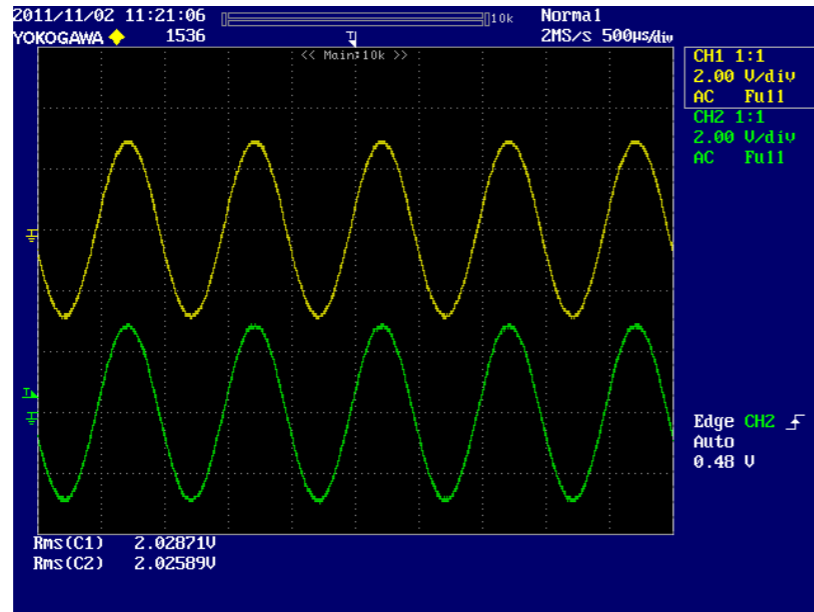 2011/11/02 11:21:06 10k Normal
YOKOGAWA 1536 T 2MS/s 500µs/div
<< Main:10k >>
CH1 1:1
2.00 V/div
AC Full
CH2 1:1
2.00 V/div
AC Full
T
Edge CH2
Auto
0.48 V
Rms(C1) 2.02871V
Rms(C2) 2.02589V